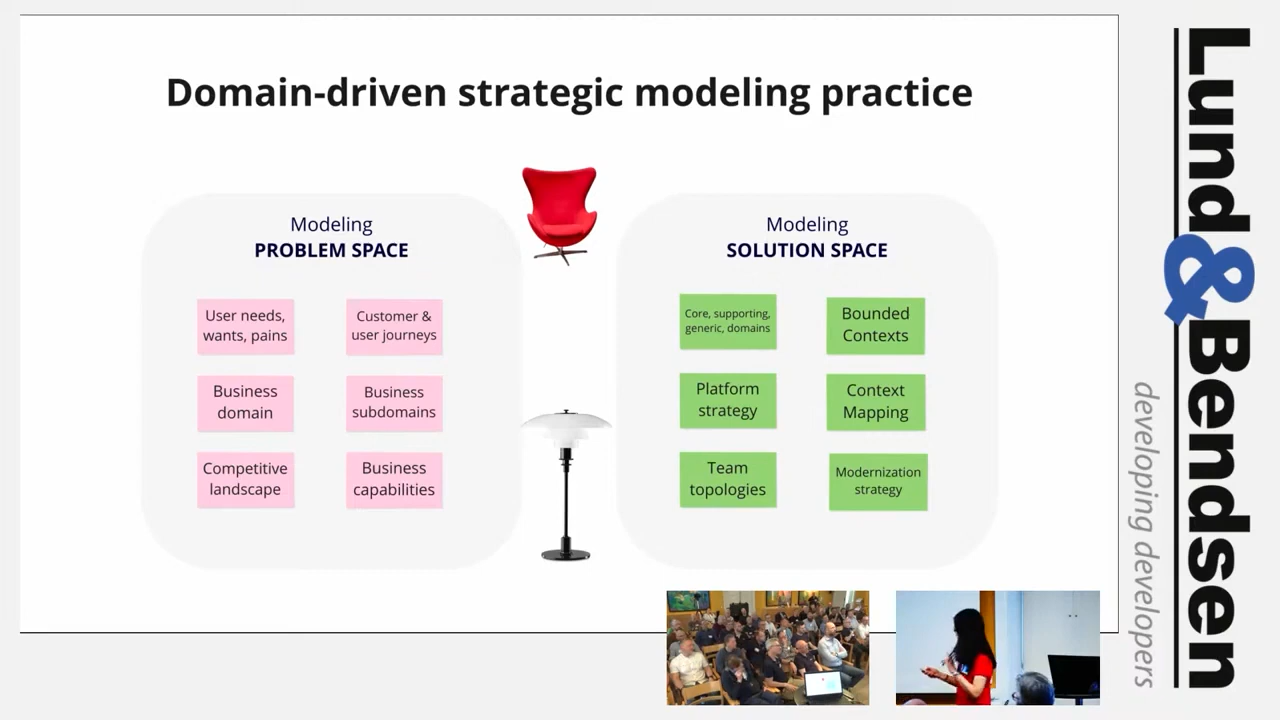 Domain-driven strategic modeling practice
Modeling
PROBLEM SPACE
User needs,
wants, pains
Customer &
user journeys
Business
domain
Business
subdomains
Competitive
landscape
Business
capabilities
Modeling
SOLUTION SPACE
Core, supporting,
generic, domains
Bounded
Contexts
Platform
strategy
Context
Mapping
Team
topologies
Modernization
strategy
Lund&Bendsen
developing developers